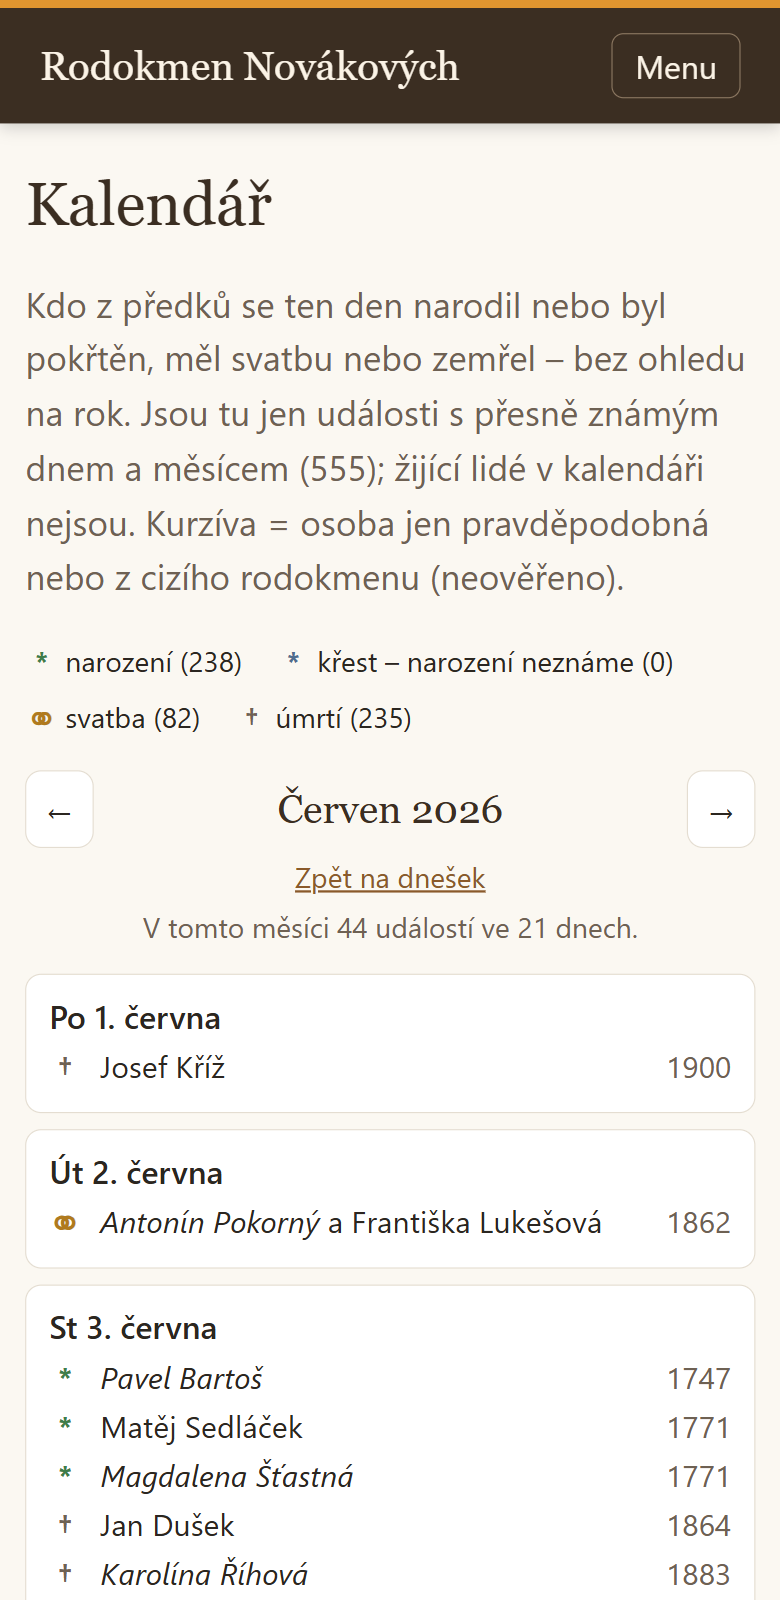 Rodokmen Novákových
Menu
Kalendář
Kdo z předků se ten den narodil nebo byl
pokřtěn, měl svatbu nebo zemřel – bez ohledu
na rok. Jsou tu jen události s přesně známým
dnem a měsícem (555); žijící lidé v kalendáři
nejsou. Kurzíva = osoba jen pravděpodobná
nebo z cizího rodokmenu (neověřeno).
* narození (238) * křest – narození neznáme (0)
⚭ svatba (82) † úmrtí (235)
← Červen 2026 →
Zpět na dnešek
V tomto měsíci 44 událostí ve 21 dnech.
Po 1. června
† Josef Kříž 1900
Út 2. června
⚭ Antonín Pokorný a Františka Lukešová 1862
St 3. června
* Pavel Bartoš 1747
* Matěj Sedláček 1771
* Magdalena Šťastná 1771
† Jan Dušek 1864
† Karolína Říhová 1883